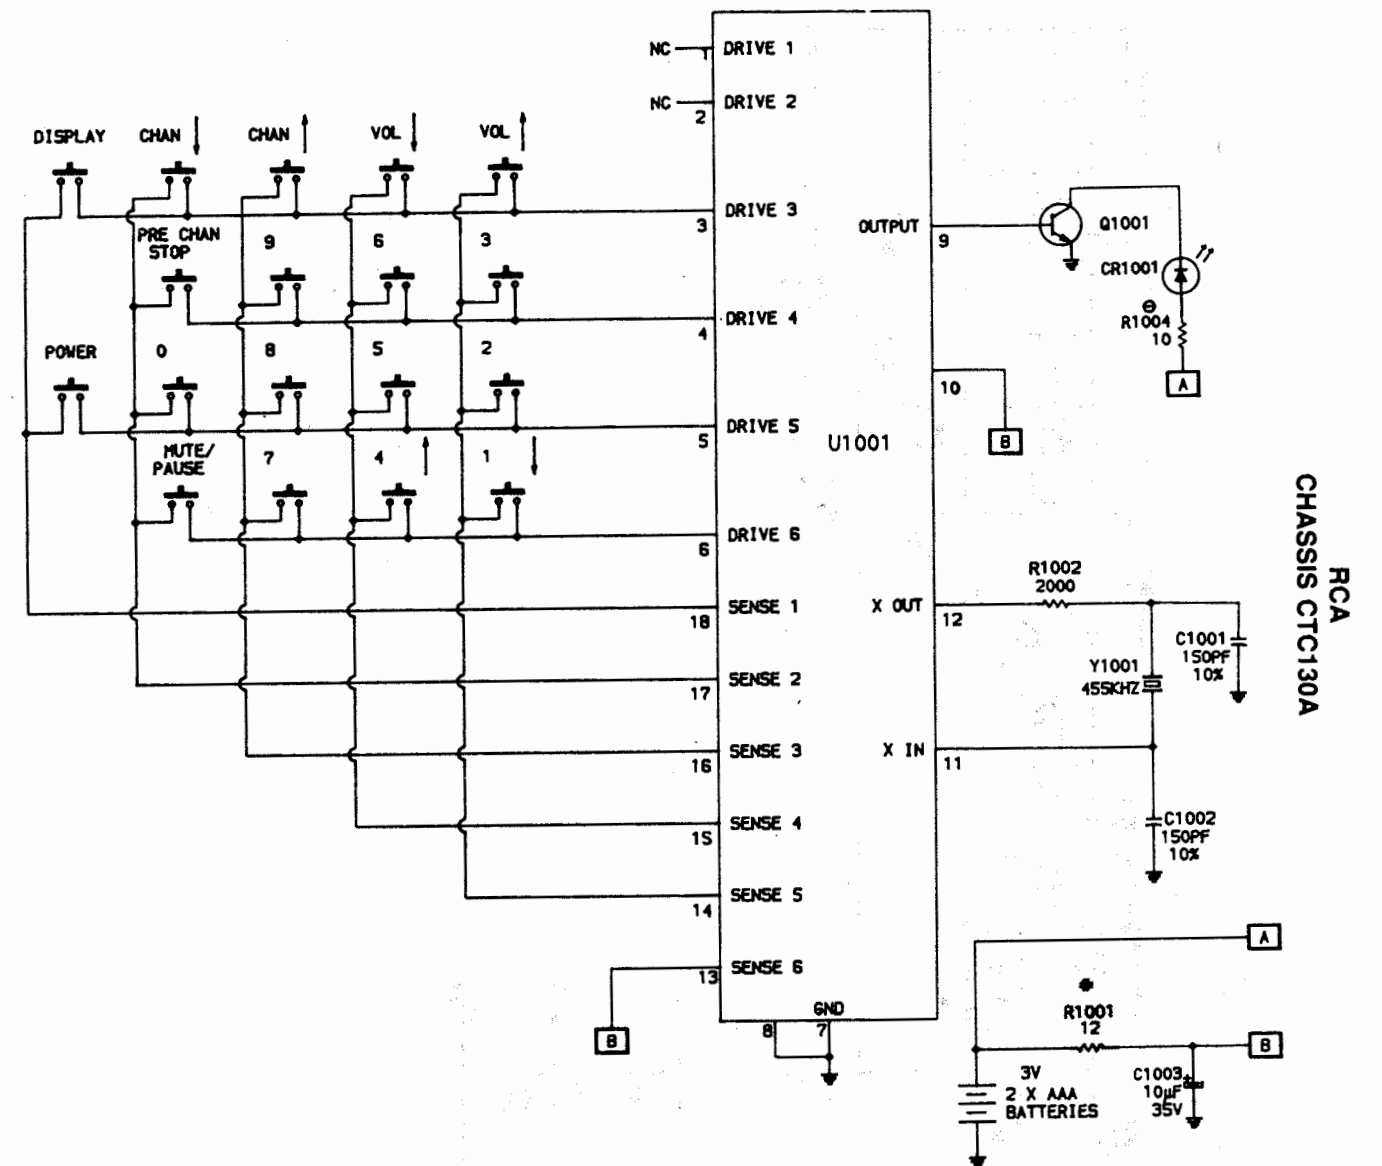 NC
1
DRIVE 1
NC
2
DRIVE 2
DISPLAY
CHAN ↓
CHAN ↑
VOL ↓
VOL ↑
3
DRIVE 3
PRE CHAN
STOP
9
6
3
4
DRIVE 4
POWER
0
8
5
2
5
DRIVE 5
MUTE/
PAUSE
7
4 ↑
1 ↓
6
DRIVE 6
18
SENSE 1
17
SENSE 2
16
SENSE 3
15
SENSE 4
14
SENSE 5
13
SENSE 6
B
8
GND
7
U1001
OUTPUT
9
Q1001
CR1001
R1004
10
A
10
B
X OUT
12
R1002
2000
C1001
150PF
10%
Y1001
455KHZ
X IN
11
C1002
150PF
10%
A
R1001
12
B
3V
2 X AAA
BATTERIES
C1003
+
10µF
35V
RCA
CHASSIS CTC130A